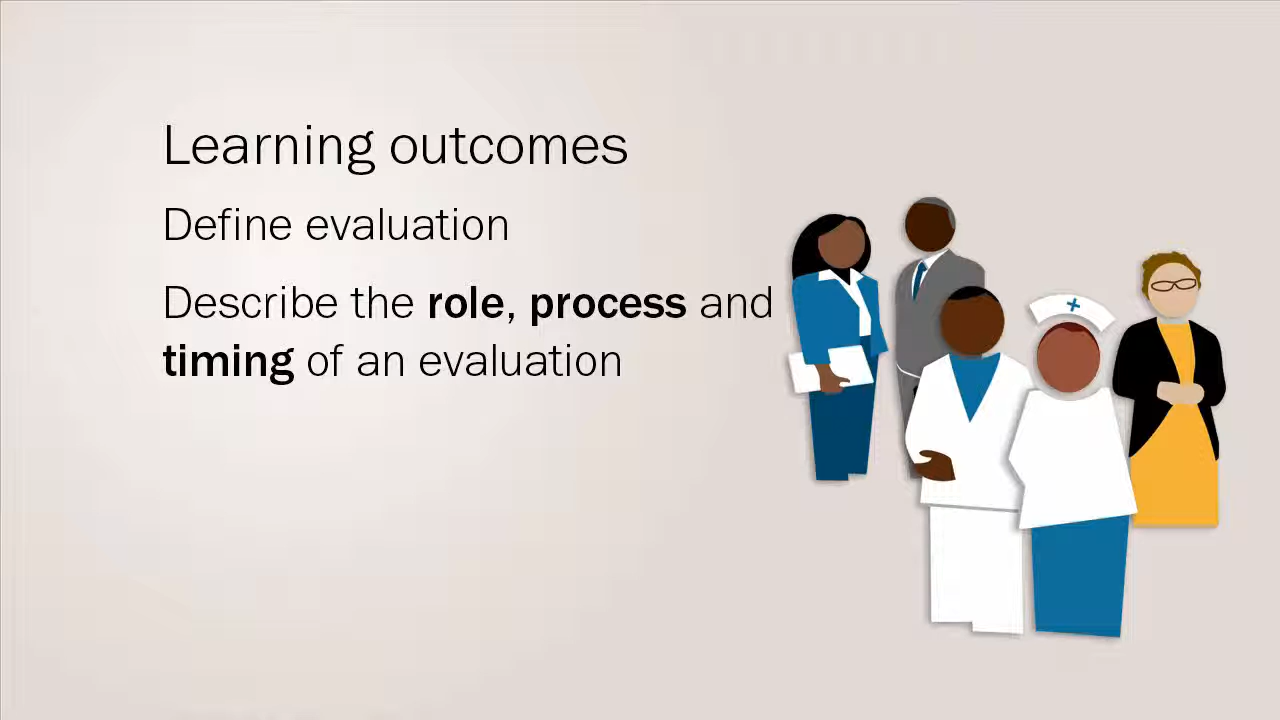 Learning outcomes
Define evaluation
Describe the role, process and
timing of an evaluation